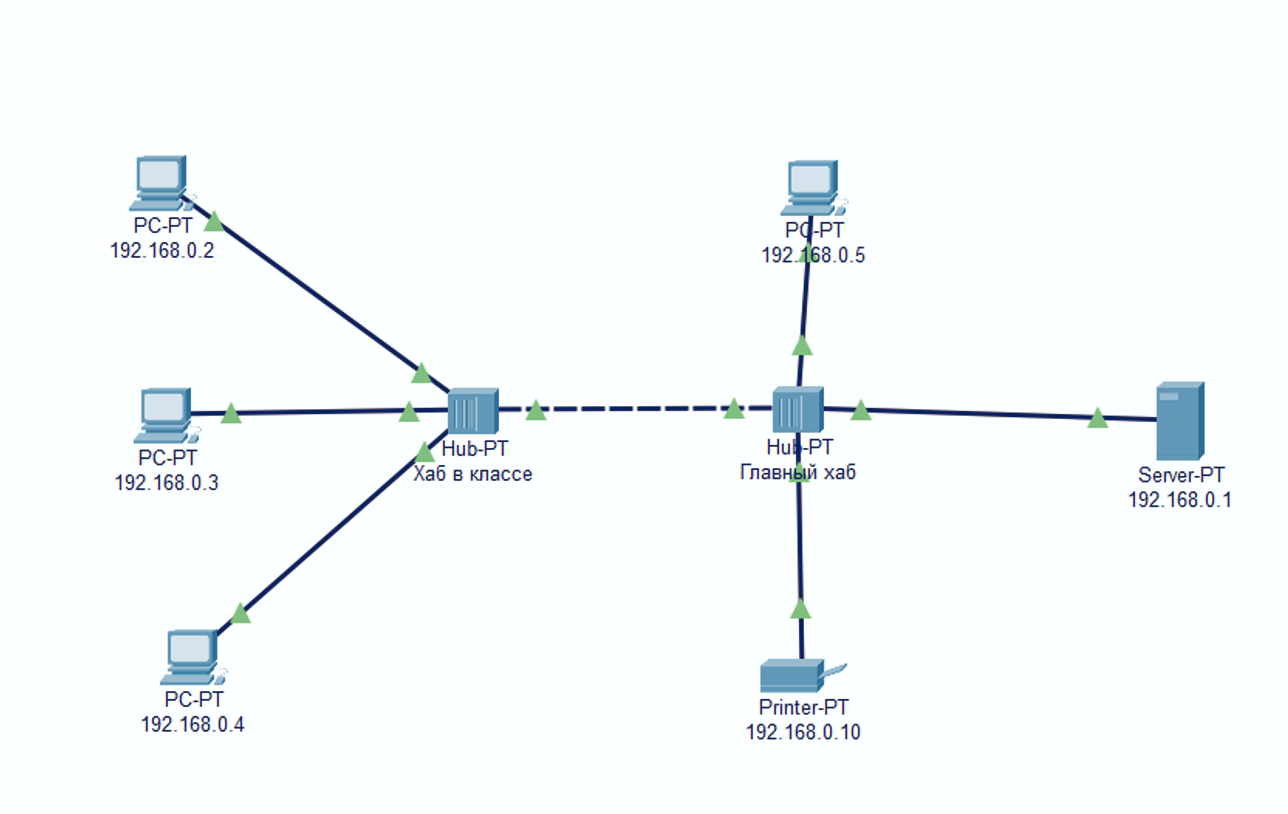 PC-PT
192.168.0.2
PC-PT
192.168.0.5
PC-PT
192.168.0.3
Hub-PT
Хаб в классе
Hub-PT
Главный хаб
Server-PT
192.168.0.1
PC-PT
192.168.0.4
Printer-PT
192.168.0.10